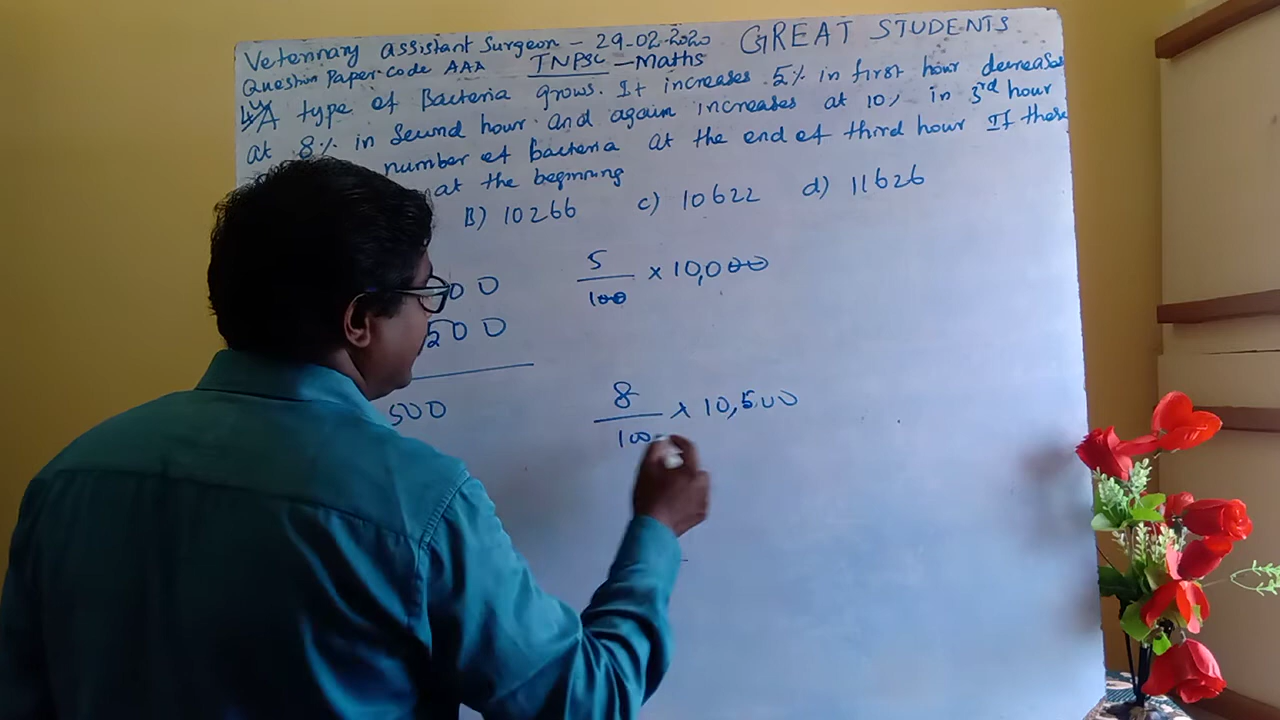 Veterinary Assistant Surgeon - 29-02-2020 GREAT STUDENTS
Question Paper Code AAA TNPSC - Maths
A type of Bacteria grows. It increases 5% in first hour decreases
at 8% in Second hour and again increases at 10% in 3rd hour
number of bacteria at the end of third hour If there
at the beginning
B) 10266 c) 10622 d) 11626
00
5/100 × 10,000
500
500
8/100 × 10,500